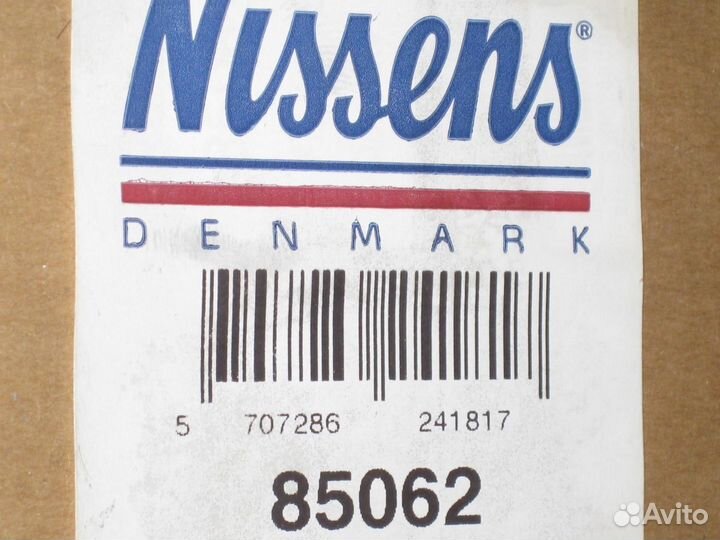 Nissens®
DENMARK
5 707286 241817
85062
Avito